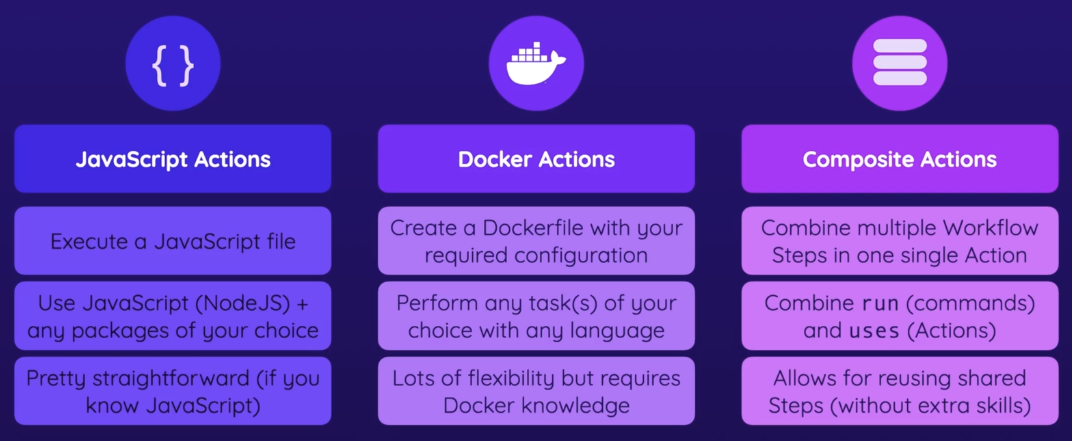 { }
JavaScript Actions
Execute a JavaScript file
Use JavaScript (NodeJS) +
any packages of your choice
Pretty straightforward (if you
know JavaScript)
Docker Actions
Create a Dockerfile with your
required configuration
Perform any task(s) of your
choice with any language
Lots of flexibility but requires
Docker knowledge
Composite Actions
Combine multiple Workflow
Steps in one single Action
Combine run (commands)
and uses (Actions)
Allows for reusing shared
Steps (without extra skills)